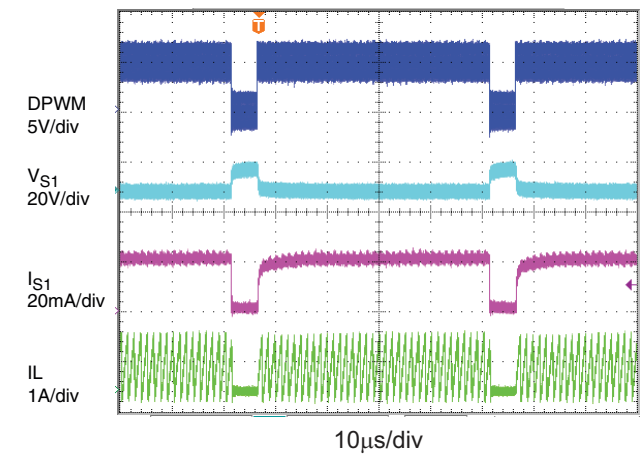 T
DPWM
5V/div
VS1
20V/div
IS1
20mA/div
IL
1A/div
10µs/div